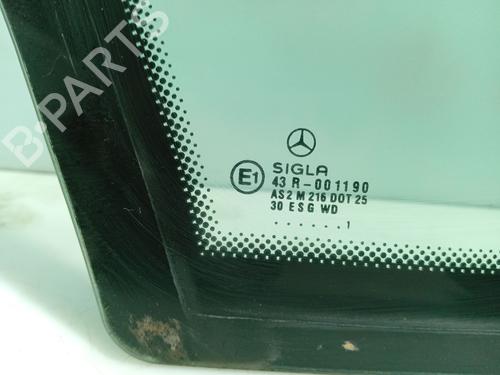 B-PARTS
SIGLA
E1 43 R-001190
AS2 M 216 DOT 25
30 E S G WD
. . . . . . 1